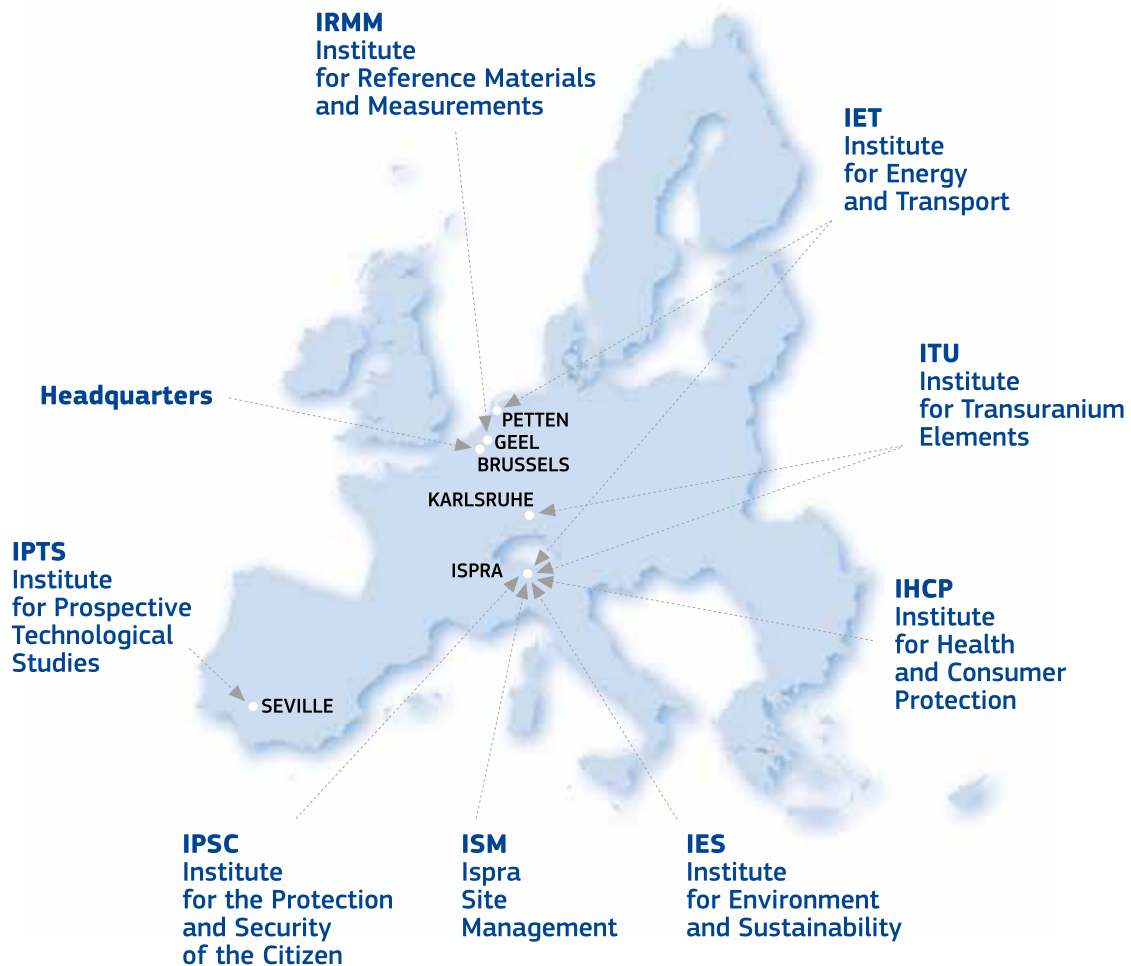 IRMM
Institute
for Reference Materials
and Measurements
IET
Institute
for Energy
and Transport
ITU
Institute
for Transuranium
Elements
Headquarters
PETTEN
GEEL
BRUSSELS
KARLSRUHE
ISPRA
IPTS
Institute
for Prospective
Technological
Studies
SEVILLE
IHCP
Institute
for Health
and Consumer
Protection
IPSC
Institute
for the Protection
and Security
of the Citizen
ISM
Ispra
Site
Management
IES
Institute
for Environment
and Sustainability